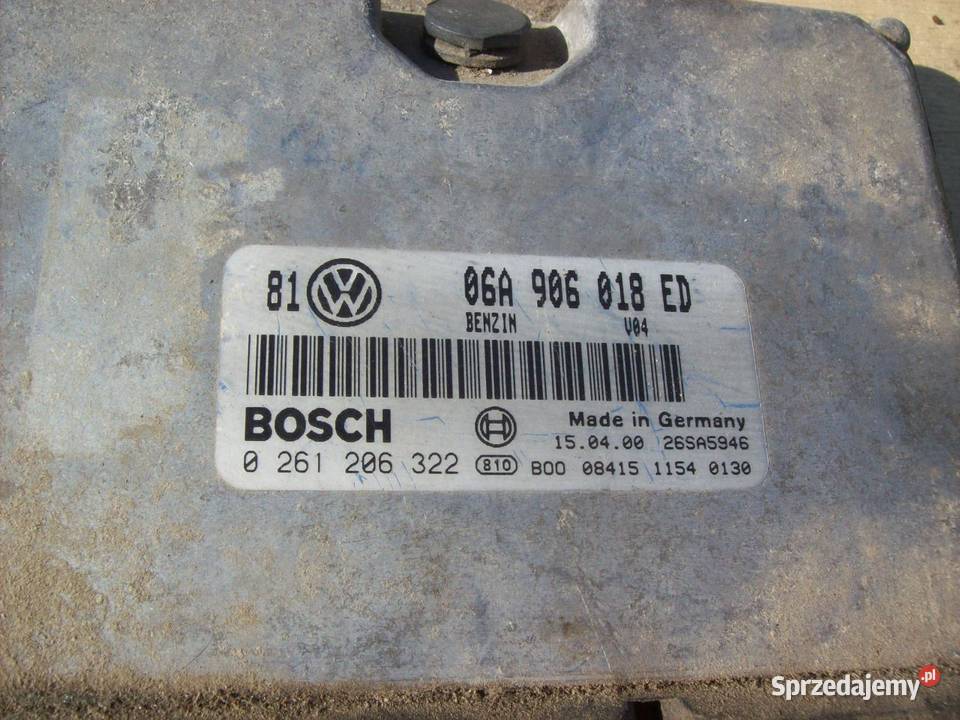 81 VW 06A 906 018 ED
BENZIN V04
BOSCH Made in Germany
15.04.00 26SA5946
0 261 206 322 810 B00 08415 1154 0130
Sprzedajemy.pl